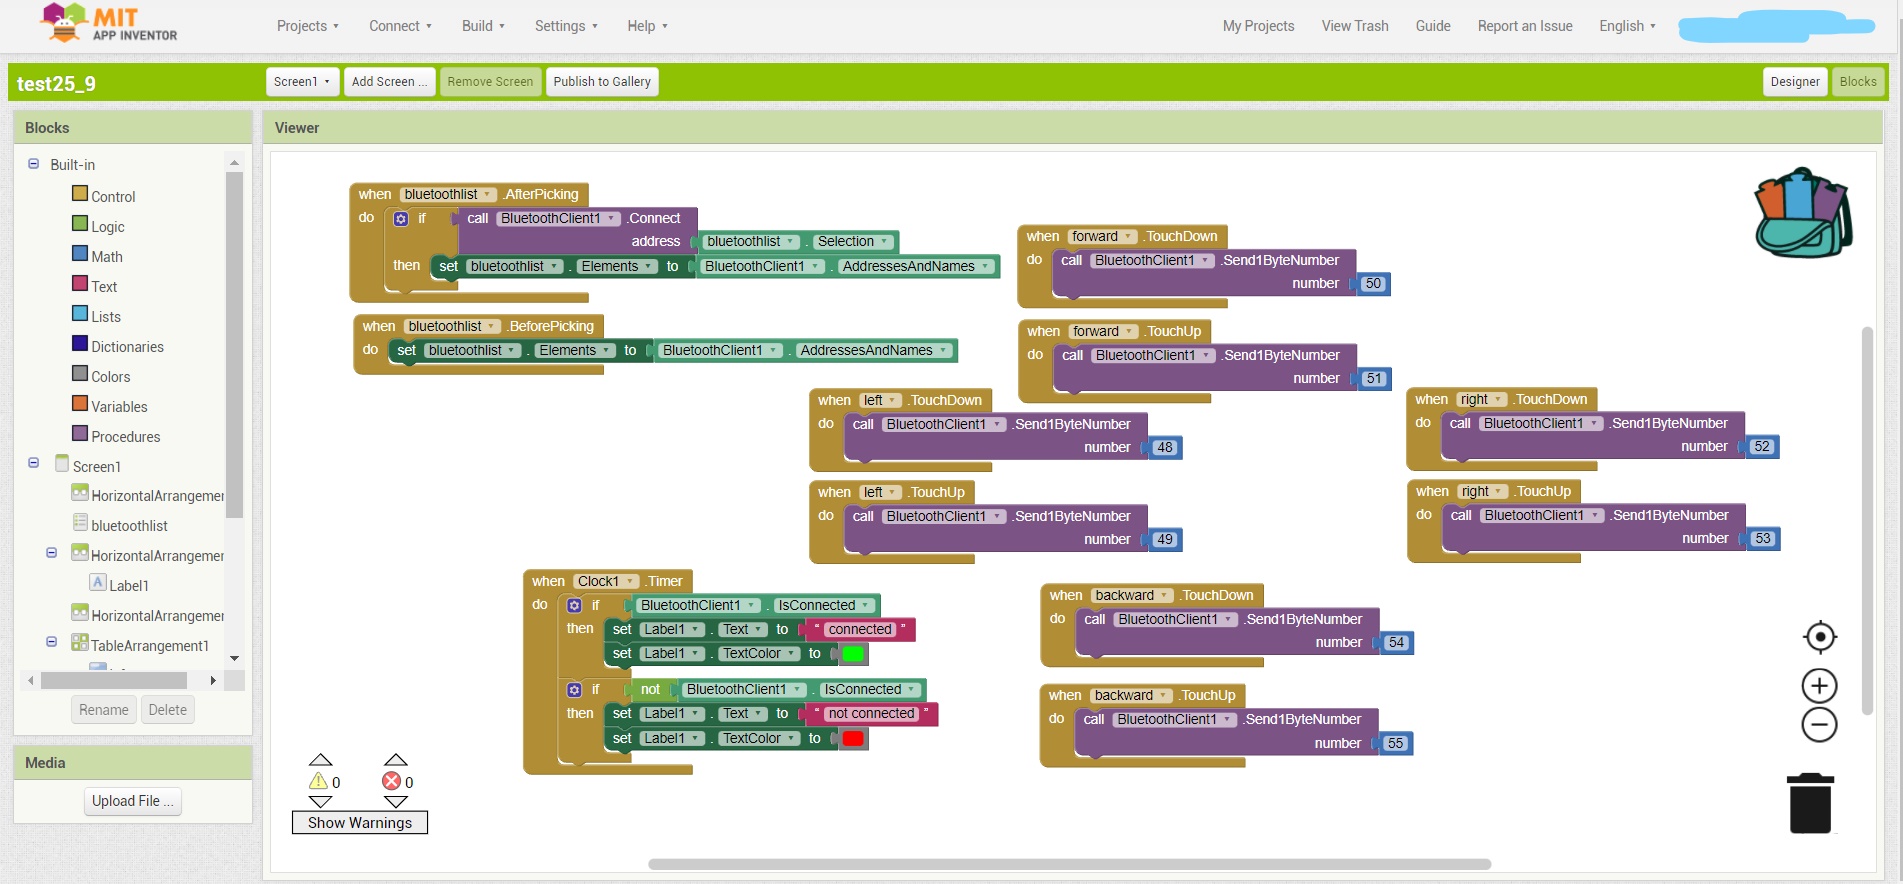 MIT
APP INVENTOR
Projects
Connect
Build
Settings
Help
My Projects
View Trash
Guide
Report an Issue
English
test25_9
Screen1
Add Screen ...
Remove Screen
Publish to Gallery
Designer
Blocks
Blocks
Built-in
Control
Logic
Math
Text
Lists
Dictionaries
Colors
Variables
Procedures
Screen1
HorizontalArrangemer
bluetoothlist
HorizontalArrangemer
Label1
HorizontalArrangemer
TableArrangement1
Rename
Delete
Media
Upload File ...
Viewer
when bluetoothlist .AfterPicking
do if call BluetoothClient1 .Connect
address bluetoothlist . Selection
then set bluetoothlist . Elements to BluetoothClient1 . AddressesAndNames
when bluetoothlist .BeforePicking
do set bluetoothlist . Elements to BluetoothClient1 . AddressesAndNames
when forward .TouchDown
do call BluetoothClient1 .Send1ByteNumber
number 50
when forward .TouchUp
do call BluetoothClient1 .Send1ByteNumber
number 51
when left .TouchDown
do call BluetoothClient1 .Send1ByteNumber
number 48
when left .TouchUp
do call BluetoothClient1 .Send1ByteNumber
number 49
when right .TouchDown
do call BluetoothClient1 .Send1ByteNumber
number 52
when right .TouchUp
do call BluetoothClient1 .Send1ByteNumber
number 53
when Clock1 .Timer
do if BluetoothClient1 . IsConnected
then set Label1 . Text to " connected "
set Label1 . TextColor to
if not BluetoothClient1 . IsConnected
then set Label1 . Text to " not connected "
set Label1 . TextColor to
when backward .TouchDown
do call BluetoothClient1 .Send1ByteNumber
number 54
when backward .TouchUp
do call BluetoothClient1 .Send1ByteNumber
number 55
0
0
Show Warnings